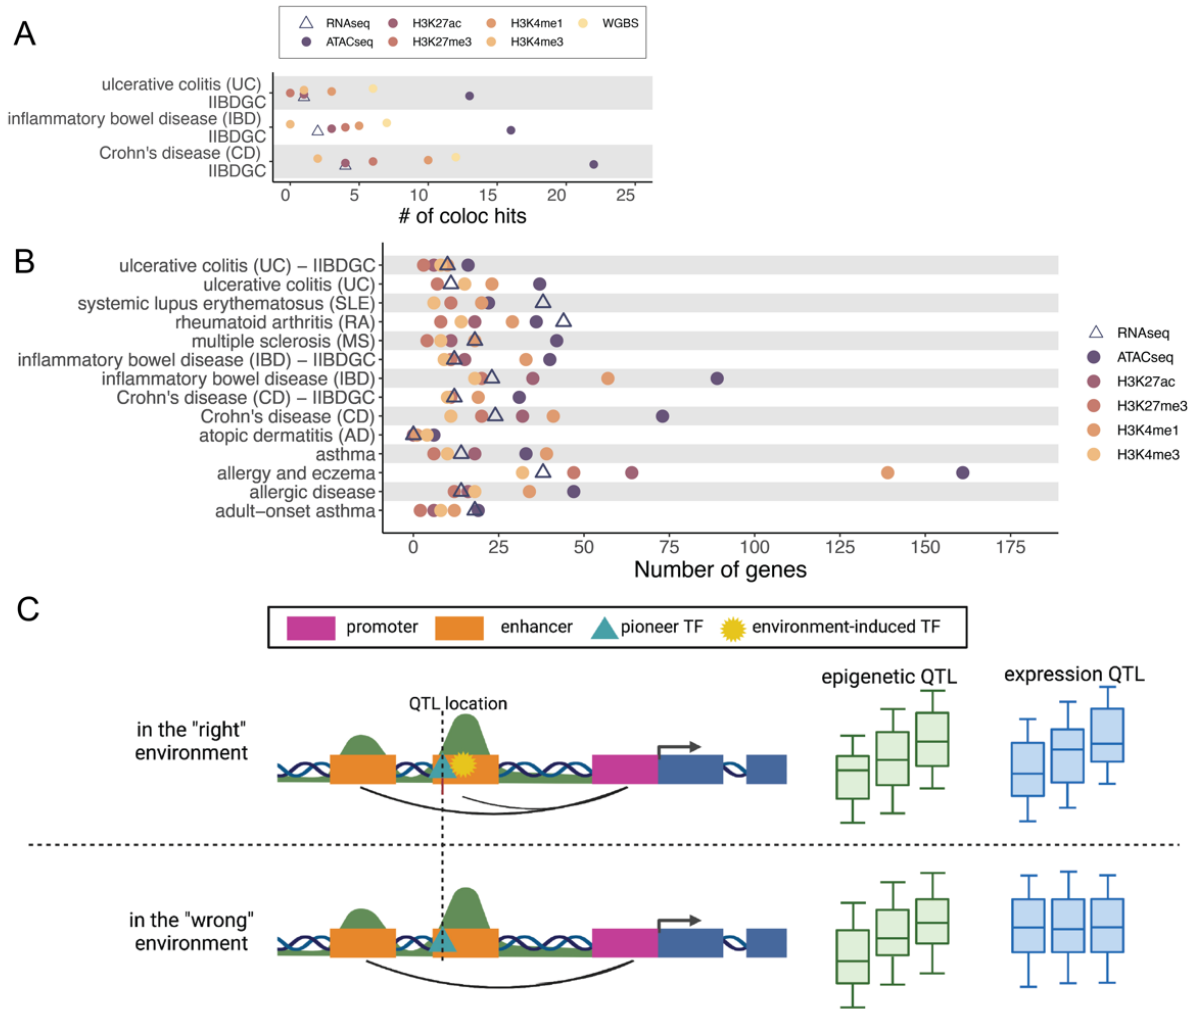 A
RNAseq H3K27ac H3K4me1 WGBS
ATACseq H3K27me3 H3K4me3
ulcerative colitis (UC)
IIBDGC
inflammatory bowel disease (IBD)
IIBDGC
Crohn's disease (CD)
IIBDGC
0 5 10 15 20 25
# of coloc hits
B
ulcerative colitis (UC) – IIBDGC
ulcerative colitis (UC)
systemic lupus erythematosus (SLE)
rheumatoid arthritis (RA)
multiple sclerosis (MS)
inflammatory bowel disease (IBD) – IIBDGC
inflammatory bowel disease (IBD)
Crohn's disease (CD) – IIBDGC
Crohn's disease (CD)
atopic dermatitis (AD)
asthma
allergy and eczema
allergic disease
adult–onset asthma
0 25 50 75 100 125 150 175
Number of genes
RNAseq
ATACseq
H3K27ac
H3K27me3
H3K4me1
H3K4me3
C
promoter enhancer pioneer TF environment-induced TF
epigenetic QTL expression QTL
QTL location
in the "right"
environment
in the "wrong"
environment